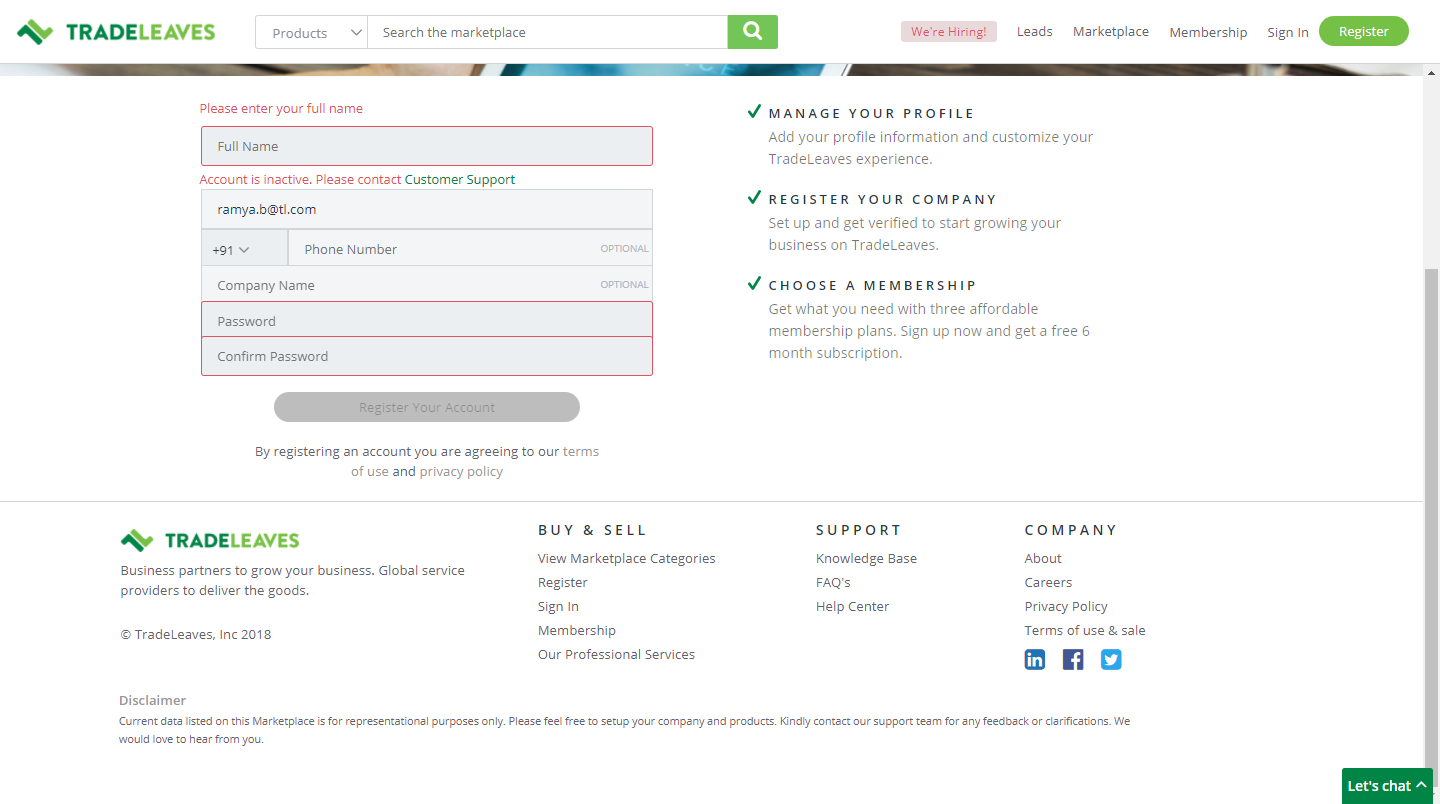 TRADELEAVES
Products
Search the marketplace
We're Hiring!
Leads
Marketplace
Membership
Sign In
Register
Please enter your full name
Full Name
Account is inactive. Please contact Customer Support
ramya.b@tl.com
+91
Phone Number
OPTIONAL
Company Name
OPTIONAL
Password
Confirm Password
Register Your Account
By registering an account you are agreeing to our terms
of use and privacy policy
MANAGE YOUR PROFILE
Add your profile information and customize your
TradeLeaves experience.
REGISTER YOUR COMPANY
Set up and get verified to start growing your
business on TradeLeaves.
CHOOSE A MEMBERSHIP
Get what you need with three affordable
membership plans. Sign up now and get a free 6
month subscription.
TRADELEAVES
Business partners to grow your business. Global service
providers to deliver the goods.
© TradeLeaves, Inc 2018
BUY & SELL
View Marketplace Categories
Register
Sign In
Membership
Our Professional Services
SUPPORT
Knowledge Base
FAQ's
Help Center
COMPANY
About
Careers
Privacy Policy
Terms of use & sale
Disclaimer
Current data listed on this Marketplace is for representational purposes only. Please feel free to setup your company and products. Kindly contact our support team for any feedback or clarifications. We
would love to hear from you.
Let's chat